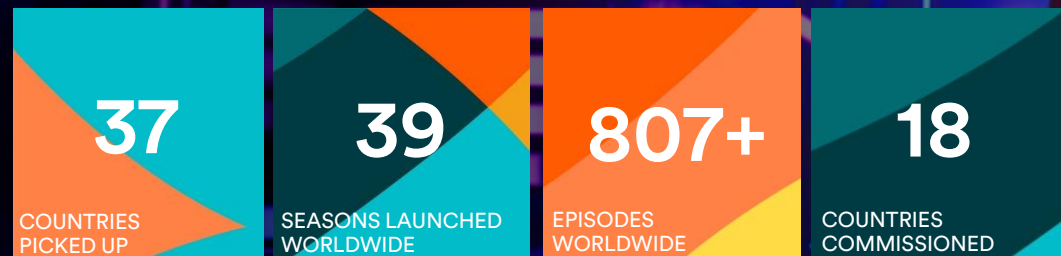 37
COUNTRIES
PICKED UP
39
SEASONS LAUNCHED
WORLDWIDE
807+
EPISODES
WORLDWIDE
18
COUNTRIES
COMMISSIONED